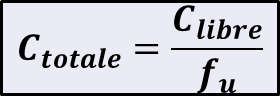 C_totale = C_libre / f_u